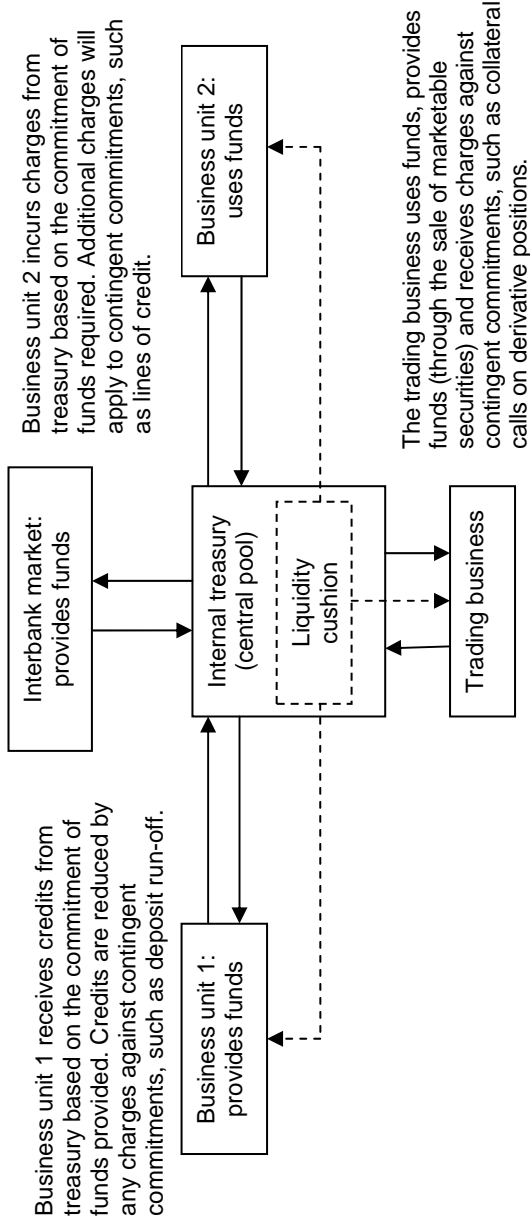 Business unit 1 receives credits from
treasury based on the commitment of
funds provided. Credits are reduced by
any charges against contingent
commitments, such as deposit run-off.
Business unit 1:
provides funds
Interbank market:
provides funds
Internal treasury
(central pool)
Liquidity
cushion
Trading business
Business unit 2 incurs charges from
treasury based on the commitment of
funds required. Additional charges will
apply to contingent commitments, such
as lines of credit.
Business unit 2:
uses funds
The trading business uses funds, provides
funds (through the sale of marketable
securities) and receives charges against
contingent commitments, such as collateral
calls on derivative positions.